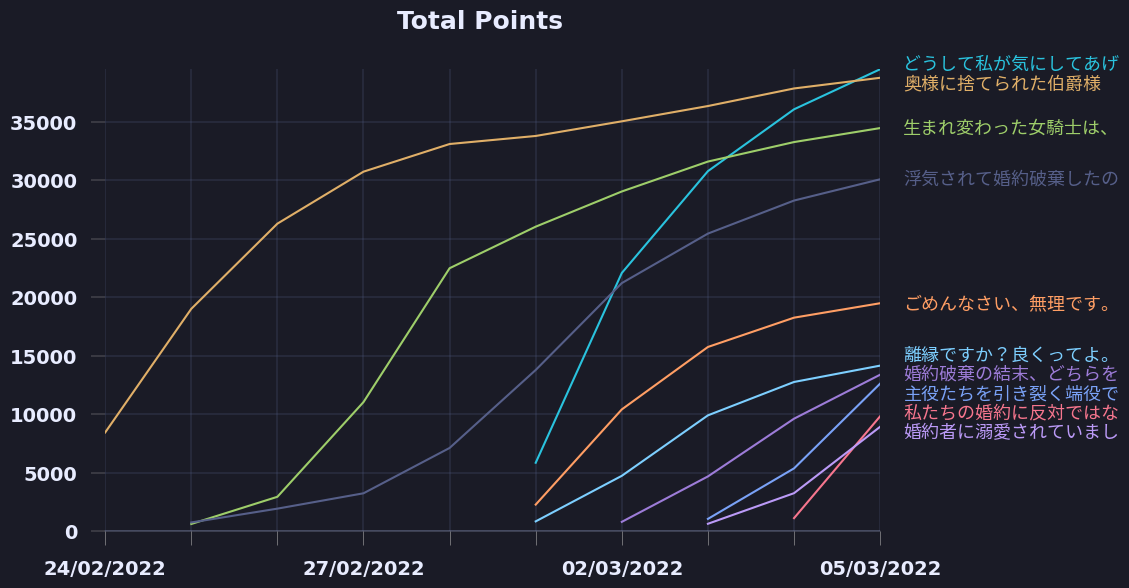 Total Points
どうして私が気にしてあげ
奥様に捨てられた伯爵様
35000
生まれ変わった女騎士は、
30000
浮気されて婚約破棄したの
25000
20000
ごめんなさい、無理です。
15000
離縁ですか？良くってよ。
婚約破棄の結末、どちらを
主役たちを引き裂く端役で
10000
私たちの婚約に反対ではな
婚約者に溺愛されていまし
5000
0
24/02/2022 27/02/2022 02/03/2022 05/03/2022